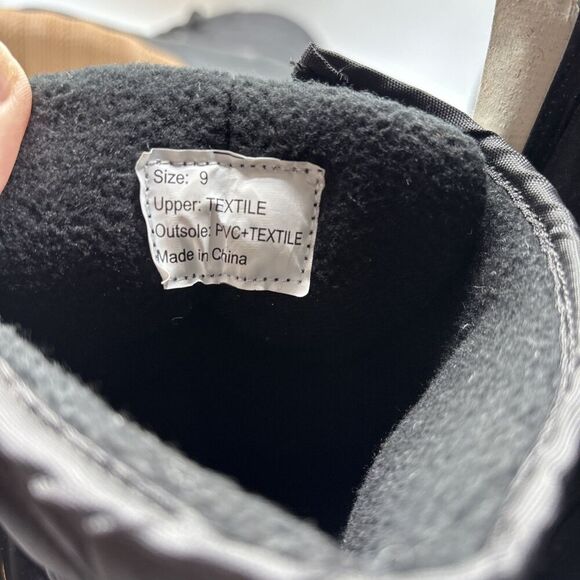 Size: 9
Upper: TEXTILE
Outsole: PVC+TEXTILE
Made in China